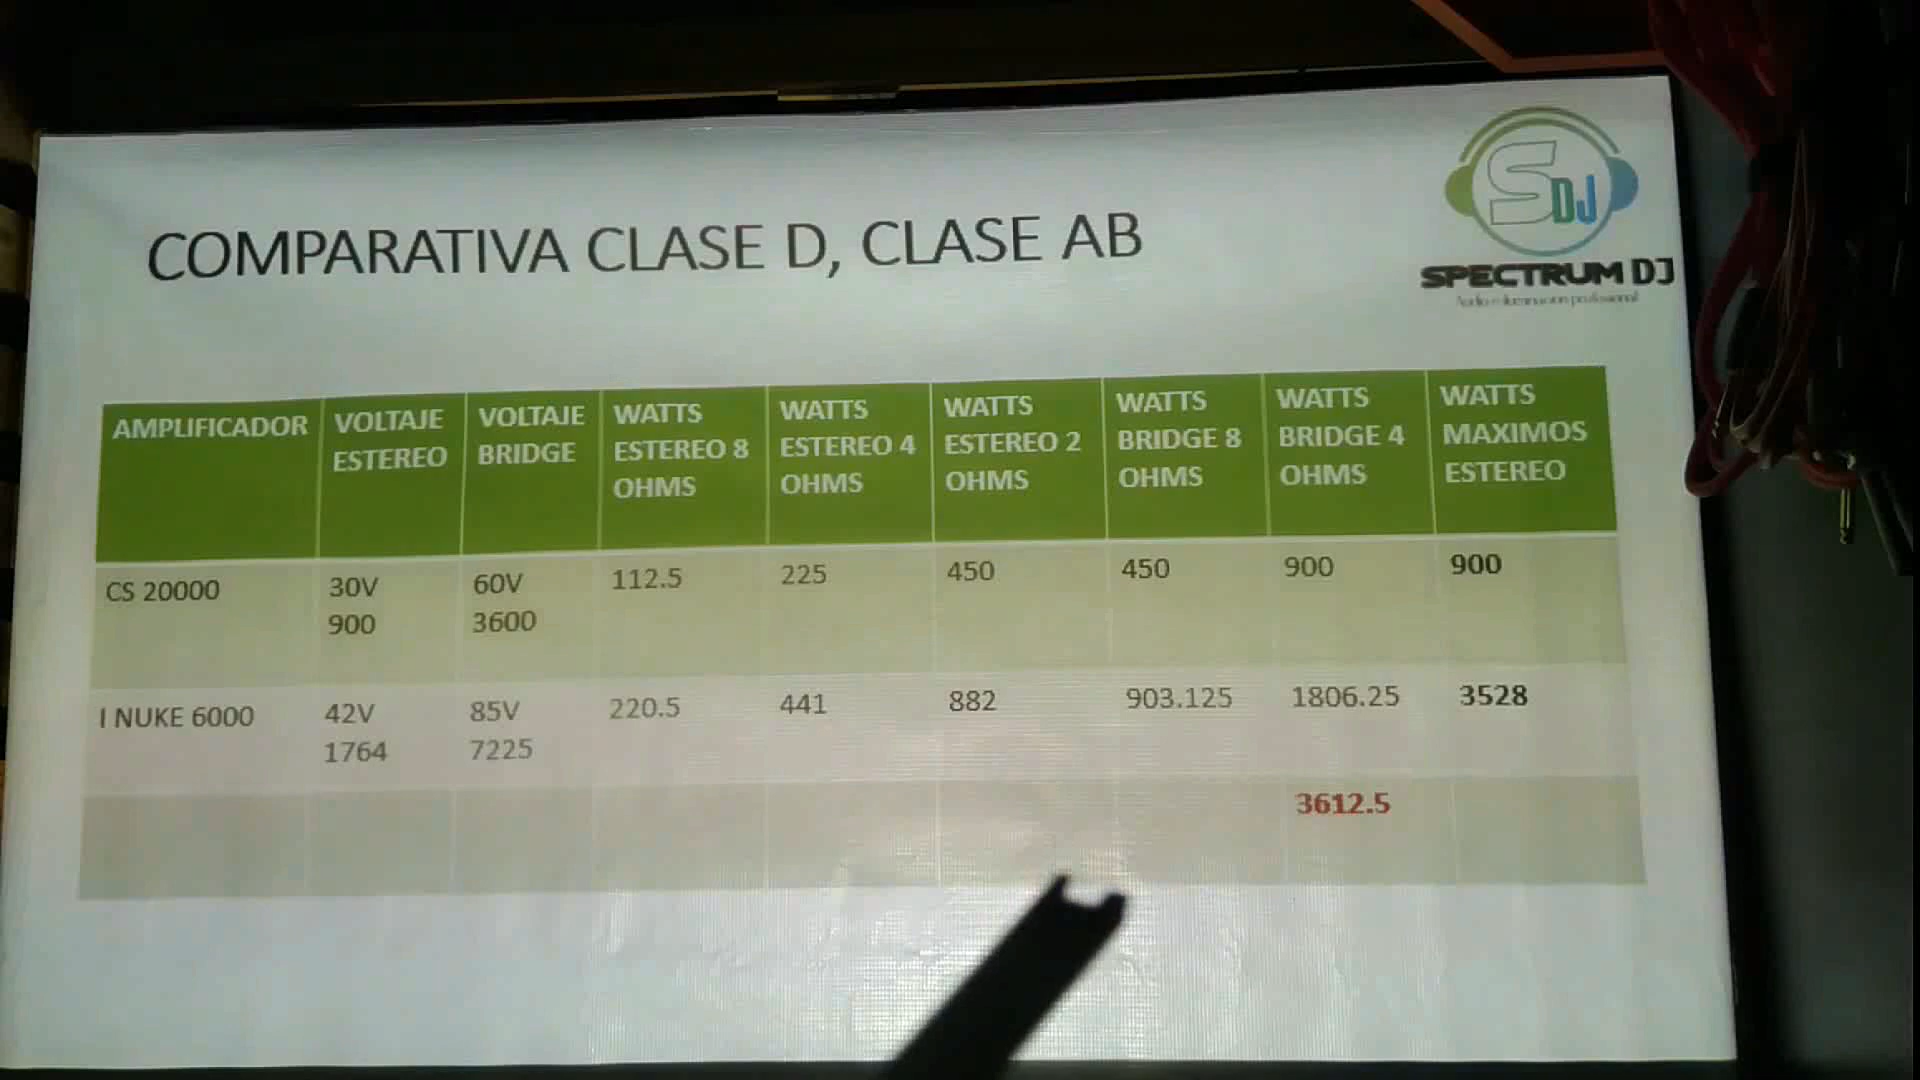 SDJ
SPECTRUM DJ
COMPARATIVA CLASE D, CLASE AB
AMPLIFICADOR
VOLTAJE
ESTEREO
VOLTAJE
BRIDGE
WATTS
ESTEREO 8
OHMS
WATTS
ESTEREO 4
OHMS
WATTS
ESTEREO 2
OHMS
WATTS
BRIDGE 8
OHMS
WATTS
BRIDGE 4
OHMS
WATTS
MAXIMOS
ESTEREO
CS 20000
30V
900
60V
3600
112.5
225
450
450
900
900
I NUKE 6000
42V
1764
85V
7225
220.5
441
882
903.125
1806.25
3528
3612.5